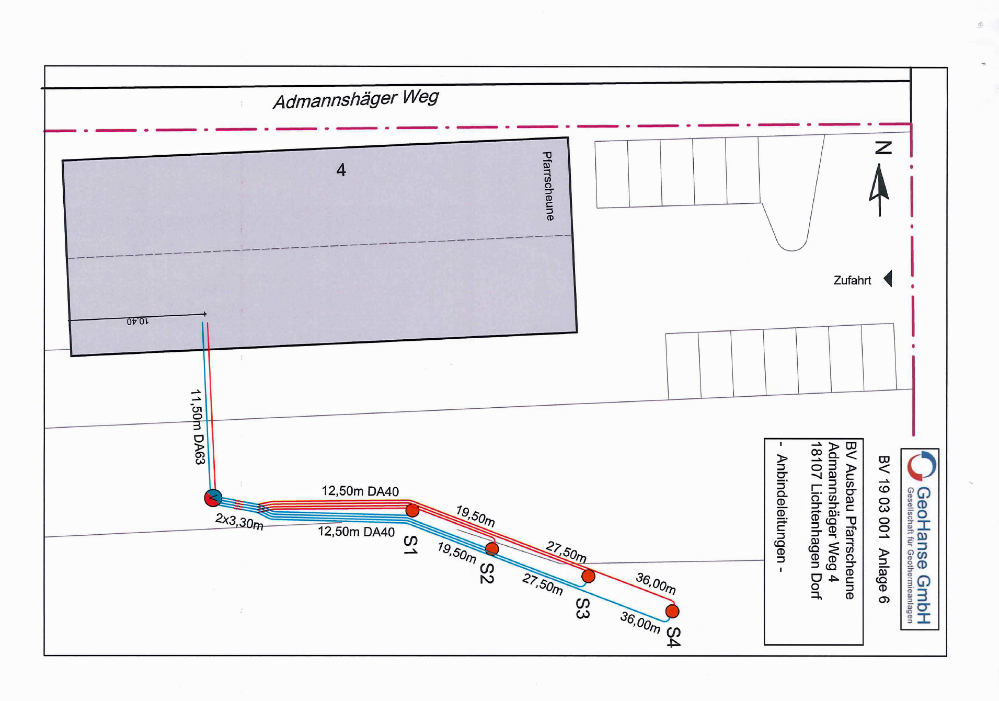 Admannshäger Weg
4
Pfarrscheune
N
Zufahrt
10.40
11,50m DA63
V
2x3,30m
12,50m DA40
12,50m DA40
19,50m
19,50m
27,50m
27,50m
36,00m
36,00m
S1
S2
S3
S4
BV Ausbau Pfarrscheune
Admannshäger Weg 4
18107 Lichtenhagen Dorf
- Anbindeleitungen -
BV 19 03 001 Anlage 6
GeoHanse GmbH
Gesellschaft für Geothermieanlagen